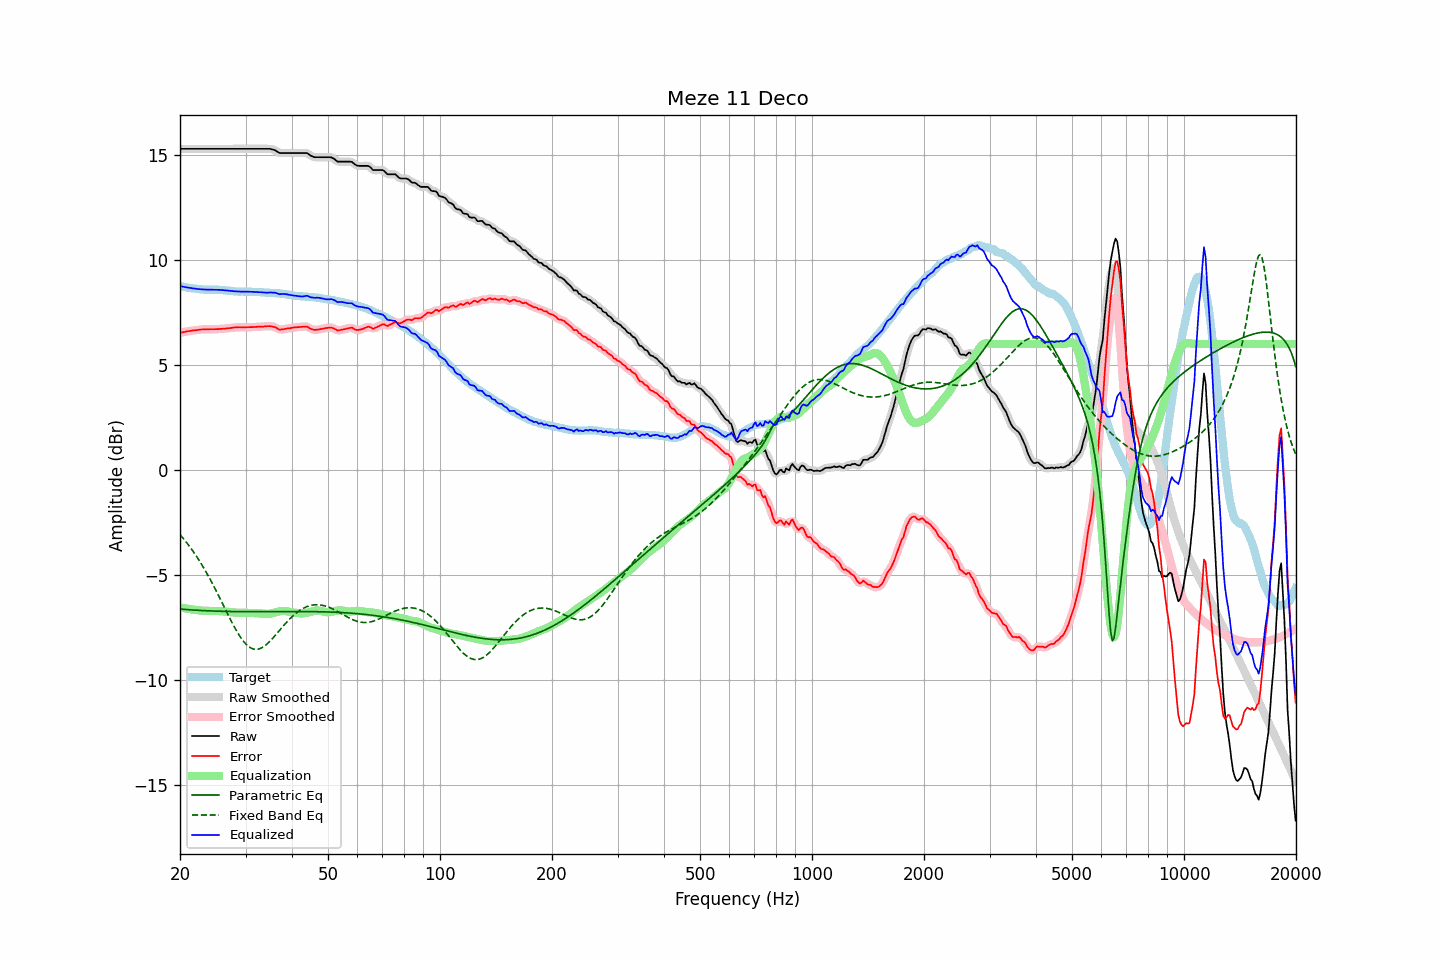 Meze 11 Deco
Amplitude (dBr)
15
10
5
0
−5
−10
−15
Target
Raw Smoothed
Error Smoothed
Raw
Error
Equalization
Parametric Eq
Fixed Band Eq
Equalized
20 50 100 200 500 1000 2000 5000 10000 20000
Frequency (Hz)